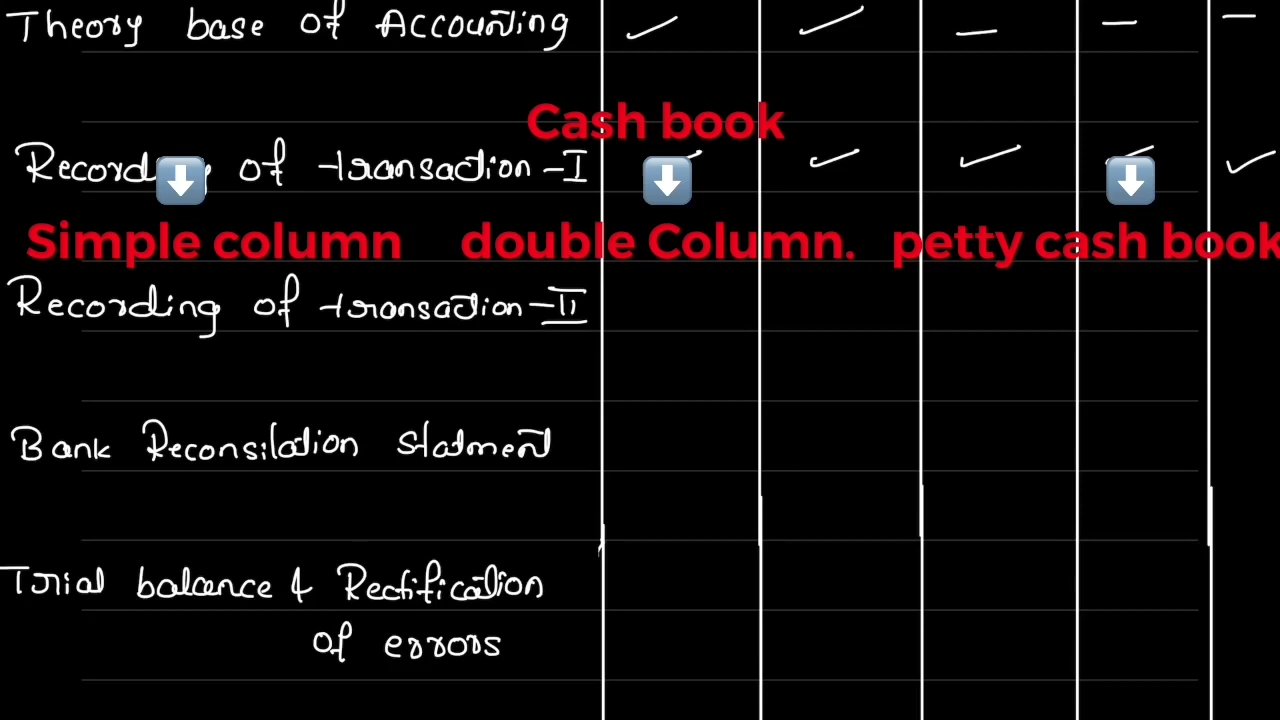 Theory base of Accounting
Cash book
Recording of transaction - I
Simple column double Column. petty cash book
Recording of transaction - II
Bank Reconsilation Statment
Trial balance & Rectification
of errors